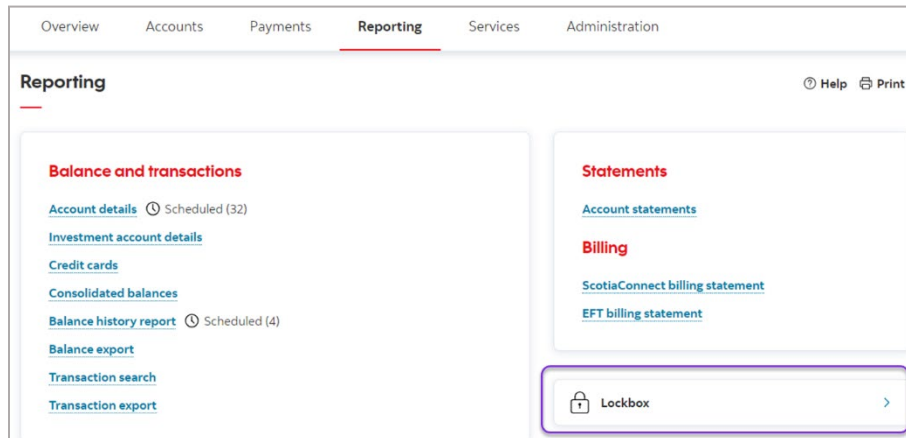 Overview Accounts Payments Reporting Services Administration
Reporting
Help Print
Balance and transactions
Account details Scheduled (32)
Investment account details
Credit cards
Consolidated balances
Balance history report Scheduled (4)
Balance export
Transaction search
Transaction export
Statements
Account statements
Billing
ScotiaConnect billing statement
EFT billing statement
Lockbox